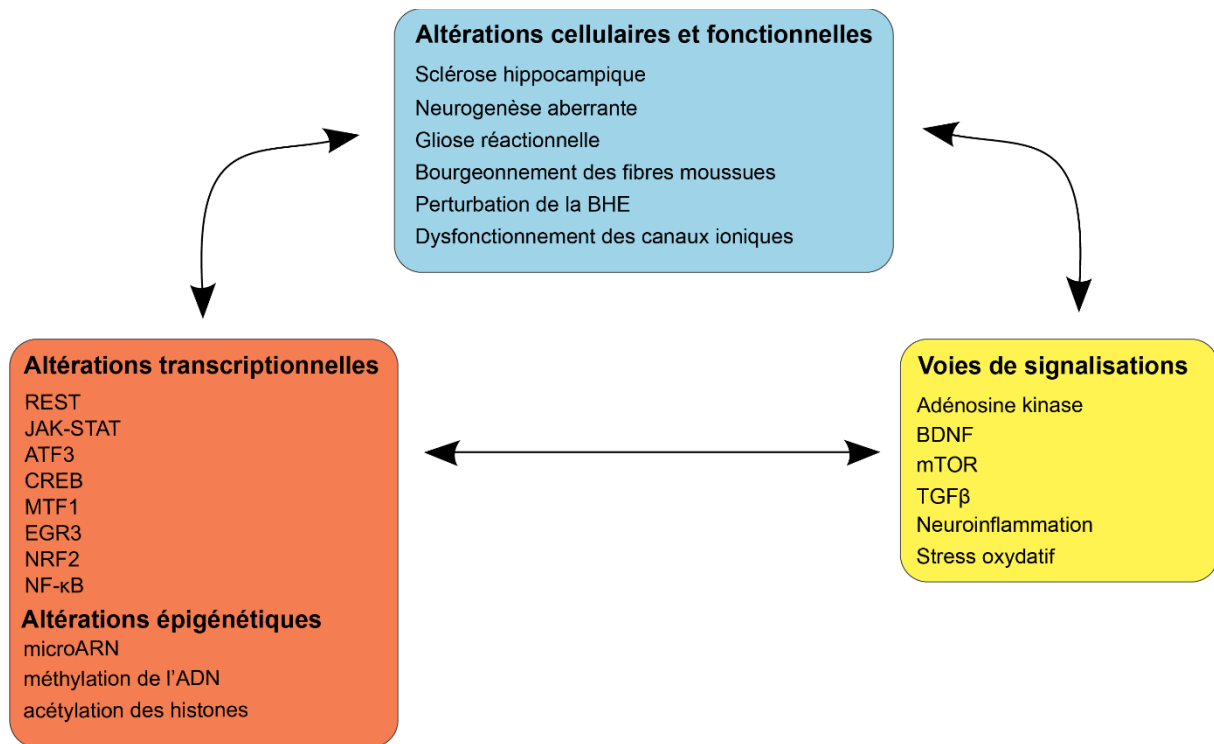 Altérations cellulaires et fonctionnelles
Sclérose hippocampique
Neurogenèse aberrante
Gliose réactionnelle
Bourgeonnement des fibres moussues
Perturbation de la BHE
Dysfonctionnement des canaux ioniques
Altérations transcriptionnelles
REST
JAK-STAT
ATF3
CREB
MTF1
EGR3
NRF2
NF-κB
Altérations épigénétiques
microARN
méthylation de l'ADN
acétylation des histones
Voies de signalisations
Adénosine kinase
BDNF
mTOR
TGFβ
Neuroinflammation
Stress oxydatif